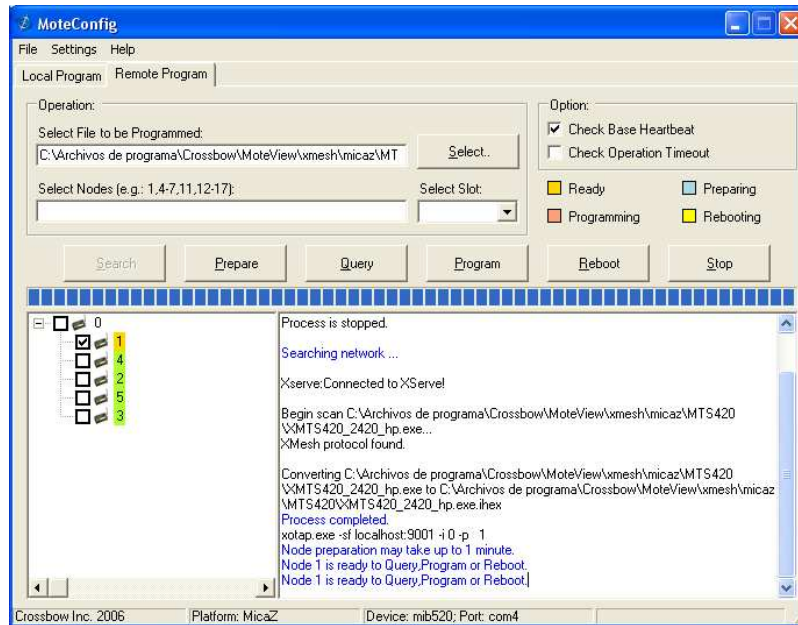 MoteConfig
File Settings Help
Local Program Remote Program
Operation:
Select File to be Programmed:
C:\Archivos de programa\Crossbow\MoteView\xmesh\micaz\MT
Select..
Select Nodes (e.g.: 1,4-7,11,12-17):
Select Slot:
Option:
Check Base Heartbeat
Check Operation Timeout
Ready Preparing
Programming Rebooting
Search Prepare Query Program Reboot Stop
0
1
4
2
5
3
Process is stopped.
Searching network ...
Xserve:Connected to XServe!
Begin scan C:\Archivos de programa\Crossbow\MoteView\xmesh\micaz\MTS420
\XMTS420_2420_hp.exe...
XMesh protocol found.
Converting C:\Archivos de programa\Crossbow\MoteView\xmesh\micaz\MTS420
\XMTS420_2420_hp.exe to C:\Archivos de programa\Crossbow\MoteView\xmesh\micaz
\MTS420\XMTS420_2420_hp.exe.ihex
Process completed.
xotap.exe -sf localhost:9001 -i 0 -p 1
Node preparation may take up to 1 minute.
Node 1 is ready to Query,Program or Reboot.
Node 1 is ready to Query,Program or Reboot.
Crossbow Inc. 2006 Platform: MicaZ Device: mib520; Port: com4